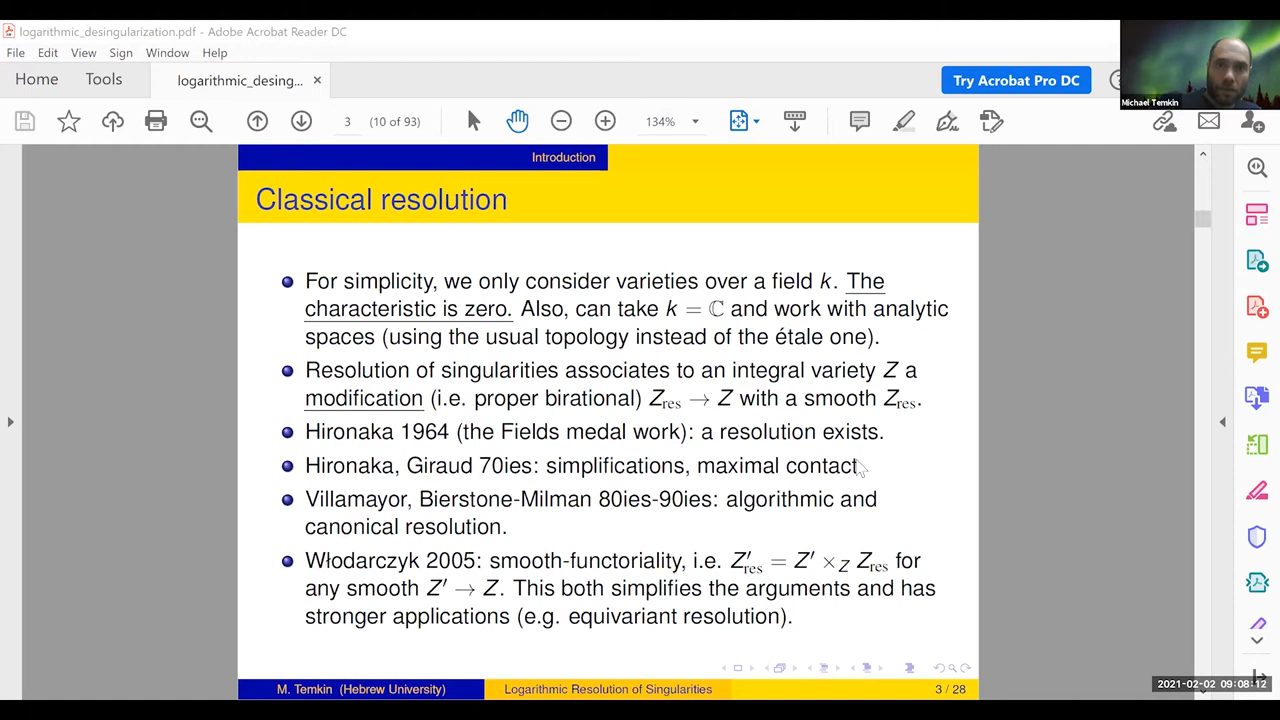 logarithmic_desingularization.pdf - Adobe Acrobat Reader DC
File Edit View Sign Window Help
Home Tools logarithmic_desing... × Try Acrobat Pro DC
Michael Temkin
3 (10 of 93) 134%
Introduction
Classical resolution
For simplicity, we only consider varieties over a field k. The
characteristic is zero. Also, can take k = ℂ and work with analytic
spaces (using the usual topology instead of the étale one).
Resolution of singularities associates to an integral variety Z a
modification (i.e. proper birational) Z_res → Z with a smooth Z_res.
Hironaka 1964 (the Fields medal work): a resolution exists.
Hironaka, Giraud 70ies: simplifications, maximal contact
Villamayor, Bierstone-Milman 80ies-90ies: algorithmic and
canonical resolution.
Włodarczyk 2005: smooth-functoriality, i.e. Z′_res = Z′ ×_Z Z_res for
any smooth Z′ → Z. This both simplifies the arguments and has
stronger applications (e.g. equivariant resolution).
M. Temkin (Hebrew University) Logarithmic Resolution of Singularities 3 / 28
2021-02-02 09:08:12